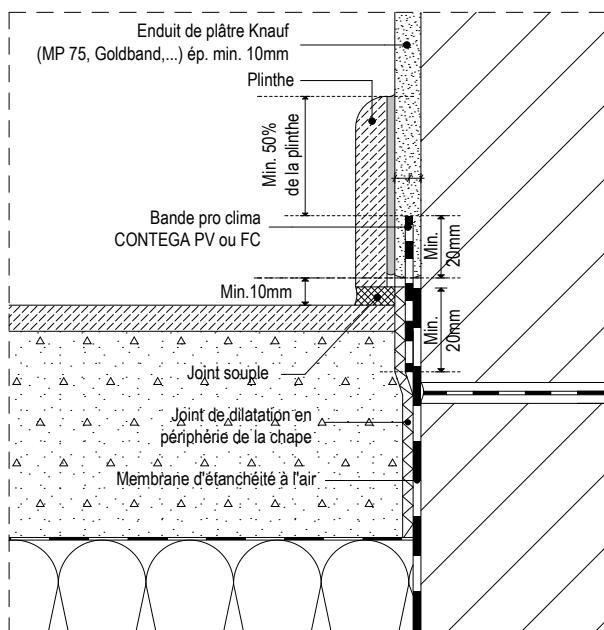 Enduit de plâtre Knauf
(MP 75, Goldband,...) ép. min. 10mm
Plinthe
Min. 50%
de la plinthe
Bande pro clima
CONTEGA PV ou FC
Min.
20mm
Min.10mm
Min.
20mm
Joint souple
Joint de dilatation en
périphérie de la chape
Membrane d'étanchéité à l'air